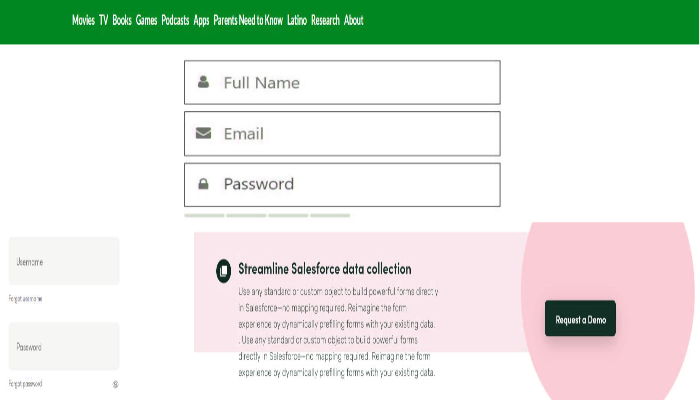 Movies TV Books Games Podcasts Apps Parents Need to Know Latino Research About
Full Name
Email
Password
Username
Forgot username
Password
Forgot password
Streamline Salesforce data collection
Use any standard or custom object to build powerful forms directly
in Salesforce—no mapping required. Reimagine the form
experience by dynamically prefilling forms with your existing data.
. Use any standard or custom object to build powerful forms
directly in Salesforce—no mapping required. Reimagine the form
experience by dynamically prefilling forms with your existing data.
Request a Demo